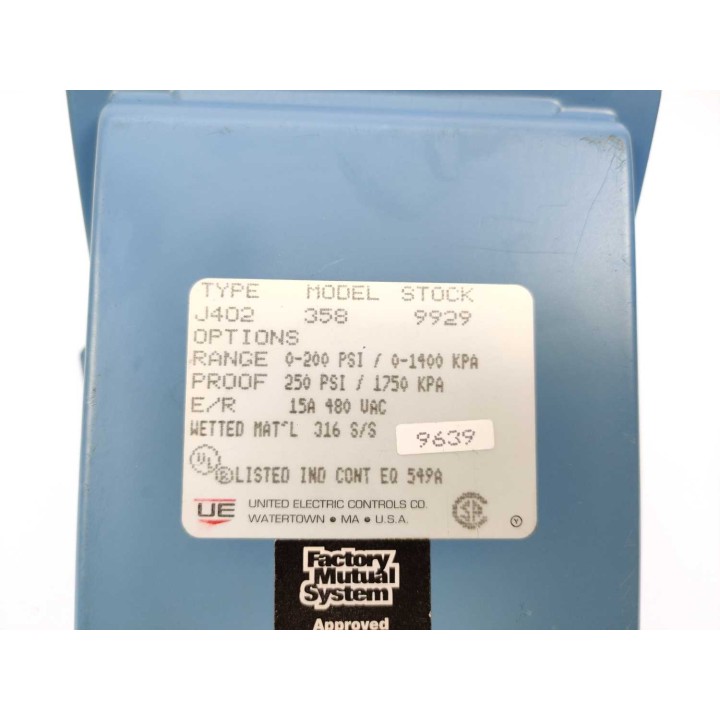 TYPE MODEL STOCK
J402 358 9929
OPTIONS
RANGE 0-200 PSI / 0-1400 KPA
PROOF 250 PSI / 1750 KPA
E/R 15A 480 VAC
WETTED MAT'L 316 S/S 9639
UL ® LISTED IND CONT EQ 549A
UE UNITED ELECTRIC CONTROLS CO.
WATERTOWN • MA • U.S.A.
SA
Y
Factory
Mutual
System
Approved